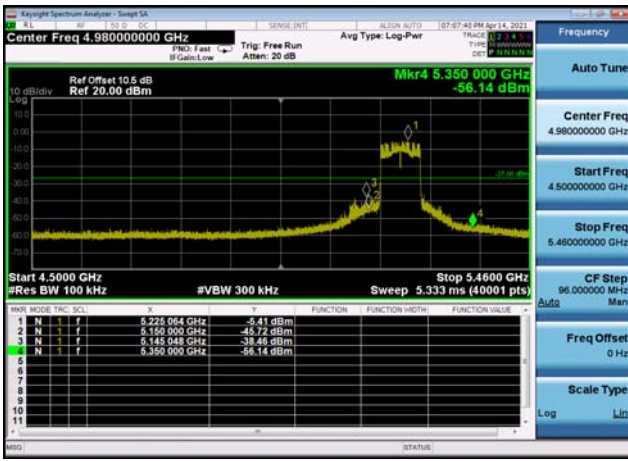 Keysight Spectrum Analyzer - Swept SA
RL RF 50 Ω DC SENSE:INT ALIGN AUTO 07:07:40 PM Apr 14, 2021
Center Freq 4.980000000 GHz
PNO: Fast
IFGain:Low
Trig: Free Run
Atten: 20 dB
Avg Type: Log-Pwr
TRACE 1 2 3 4 5 6
TYPE
DET P N N N N N
Ref Offset 10.5 dB
10 dB/div Ref 20.00 dBm
Log
Mkr4 5.350 000 GHz
-56.14 dBm
10.0
0.00
-10.0
-20.0
-30.0
-40.0
-50.0
-60.0
-70.0
-27.00 dBm
1
3
2
4
Start 4.5000 GHz
Stop 5.4600 GHz
#Res BW 100 kHz
#VBW 300 kHz
Sweep 5.333 ms (40001 pts)
MKR MODE TRC SCL X Y FUNCTION FUNCTION WIDTH FUNCTION VALUE
1 N 1 f 5.225 064 GHz -5.41 dBm
2 N 1 f 5.150 000 GHz -45.72 dBm
3 N 1 f 5.145 048 GHz -38.46 dBm
4 N 1 f 5.350 000 GHz -56.14 dBm
5
6
7
8
9
10
11
MSG
STATUS
Frequency
Auto Tune
Center Freq
4.980000000 GHz
Start Freq
4.500000000 GHz
Stop Freq
5.460000000 GHz
CF Step
96.000000 MHz
Auto Man
Freq Offset
0 Hz
Scale Type
Log Lin